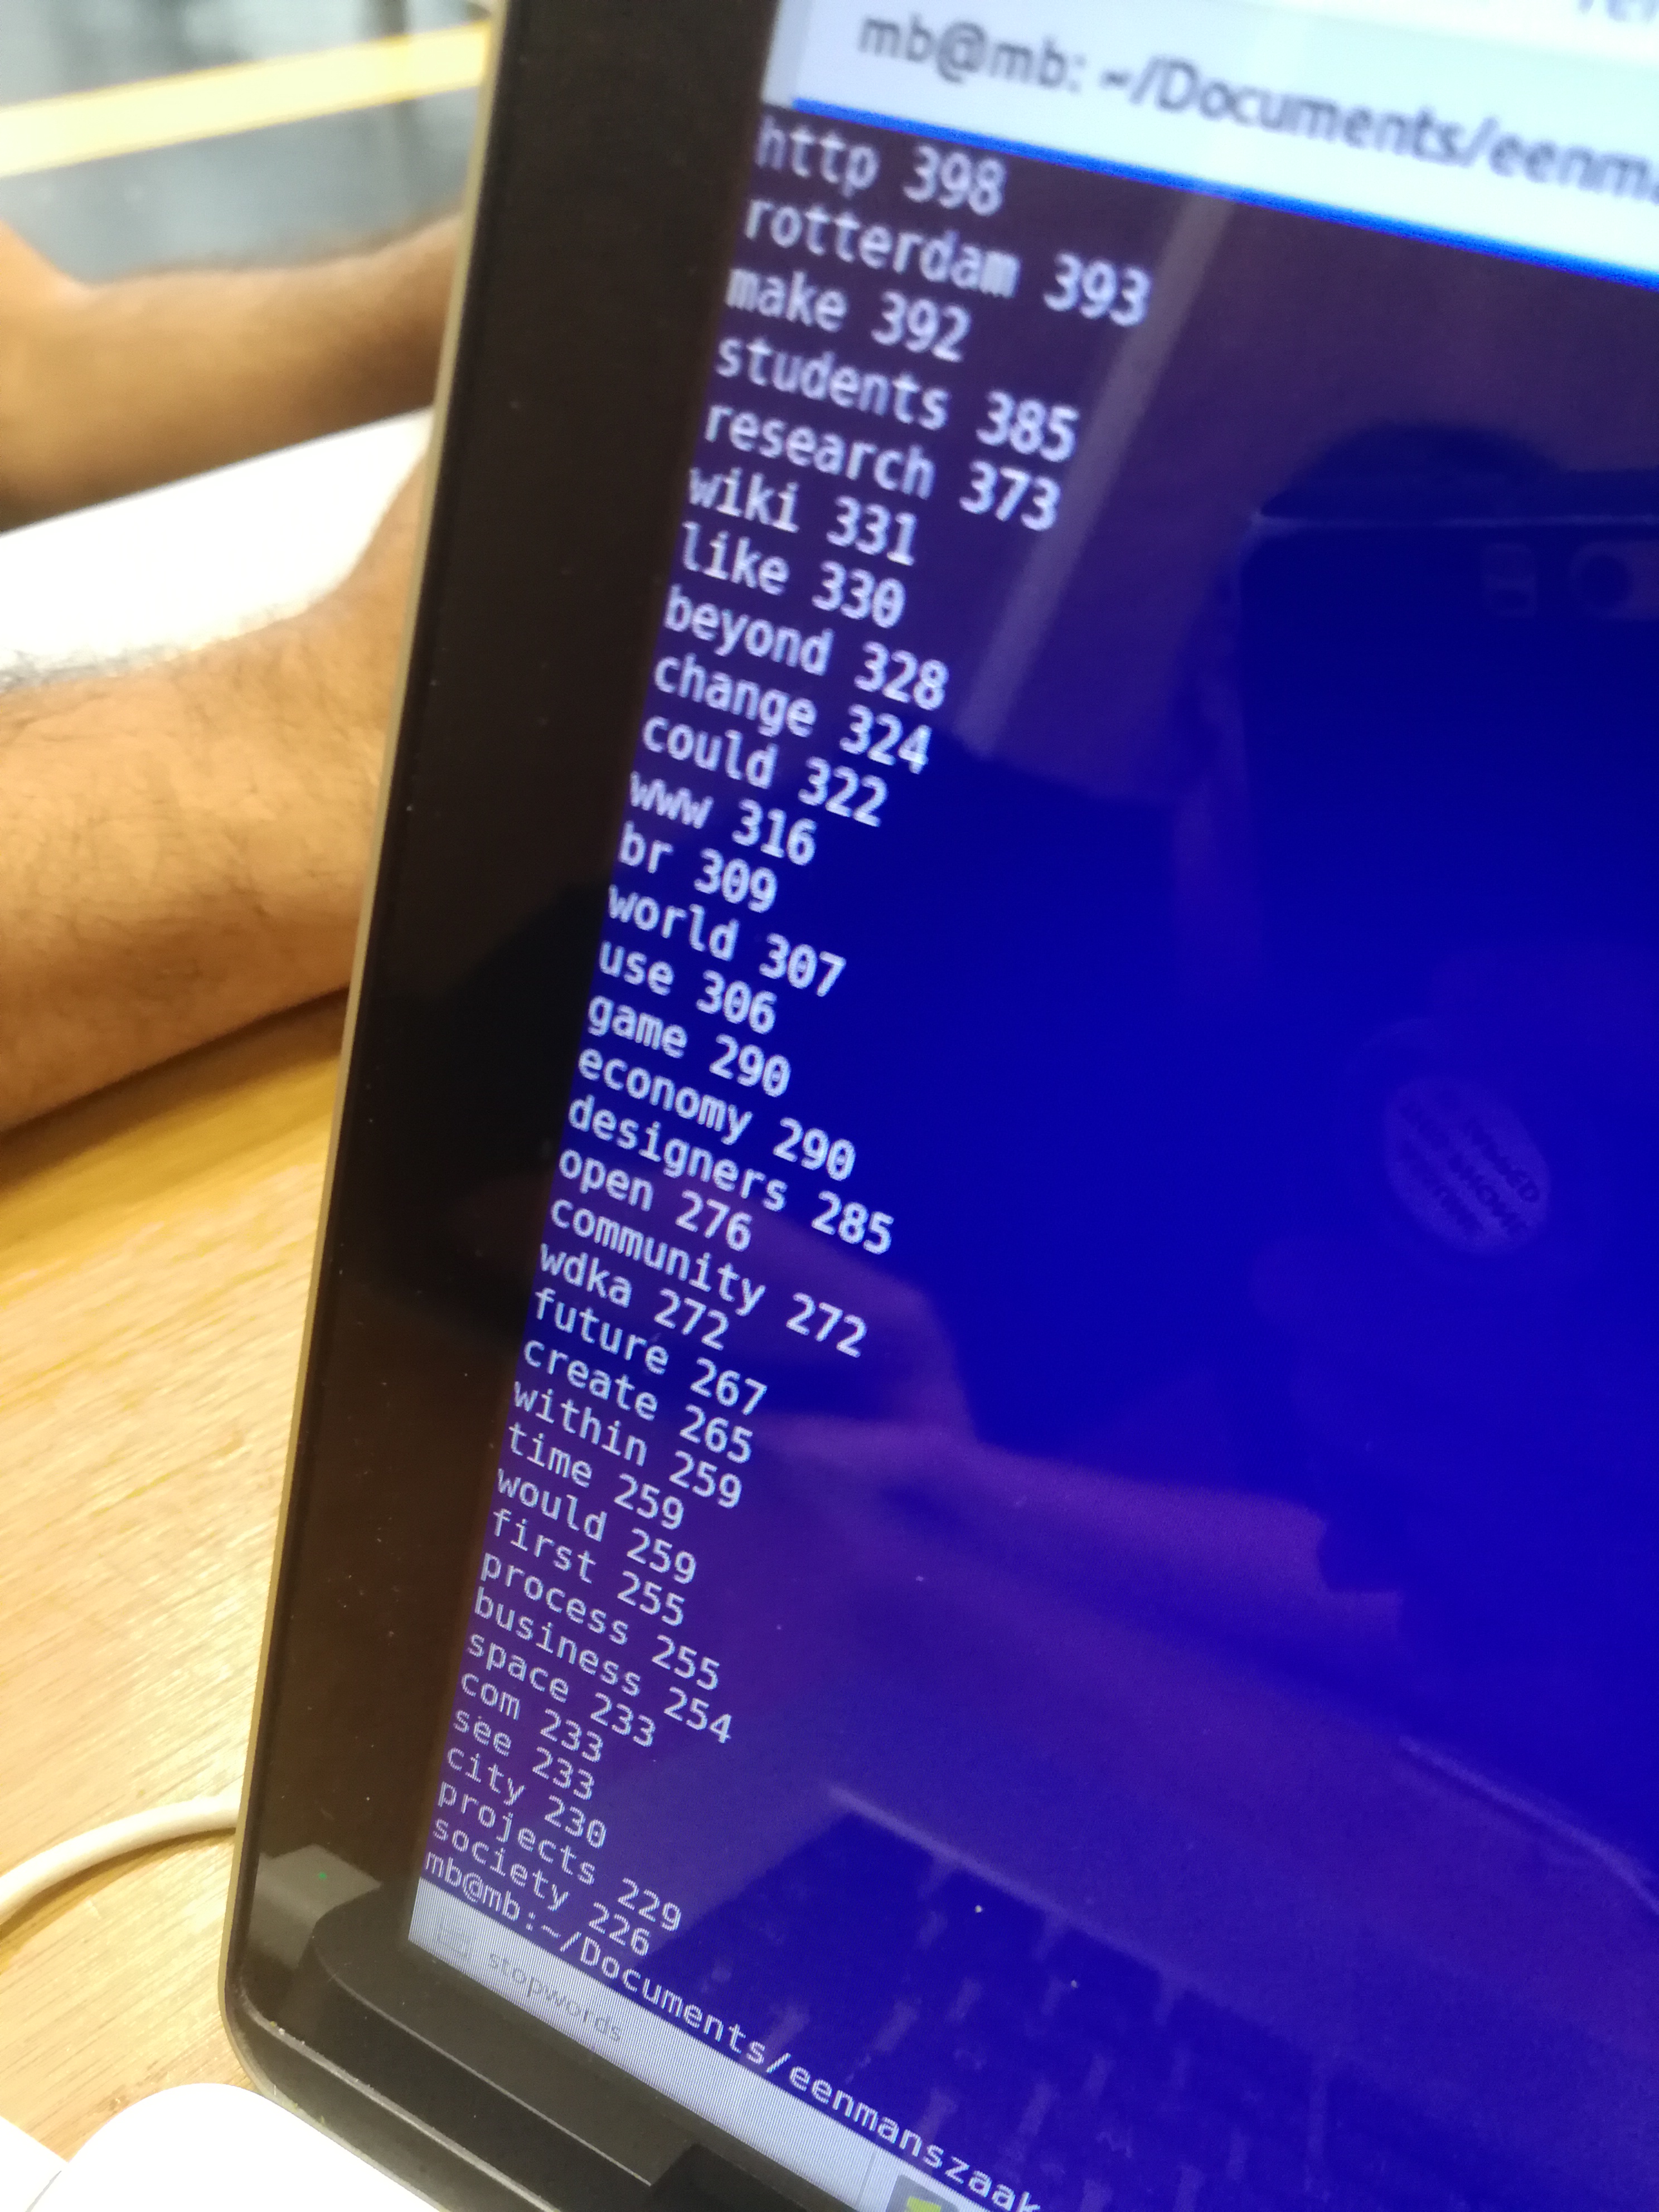 mb@mb: ~/Documents/eenma
http 398
rotterdam 393
make 392
students 385
research 373
wiki 331
like 330
beyond 328
change 324
could 322
www 316
br 309
world 307
use 306
game 290
economy 290
designers 285
open 276
community 272
wdka 272
future 267
create 265
within 259
time 259
would 259
first 255
process 255
business 254
space 233
com 233
see 233
city 230
projects 229
society 226
mb@mb:~/Documents/eenmanszaak
stopwords